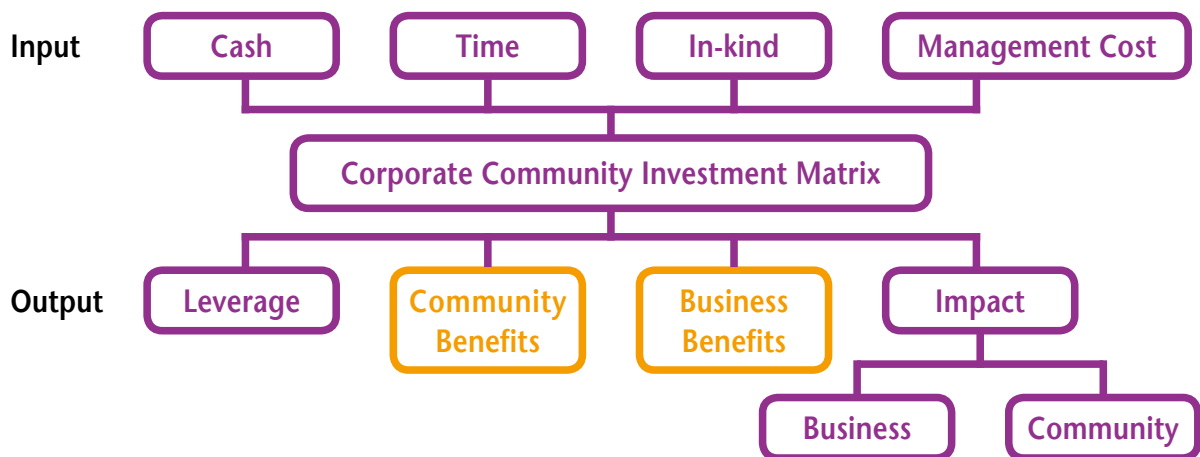 Input
Cash
Time
In-kind
Management Cost
Corporate Community Investment Matrix
Output
Leverage
Community
Benefits
Business
Benefits
Impact
Business
Community